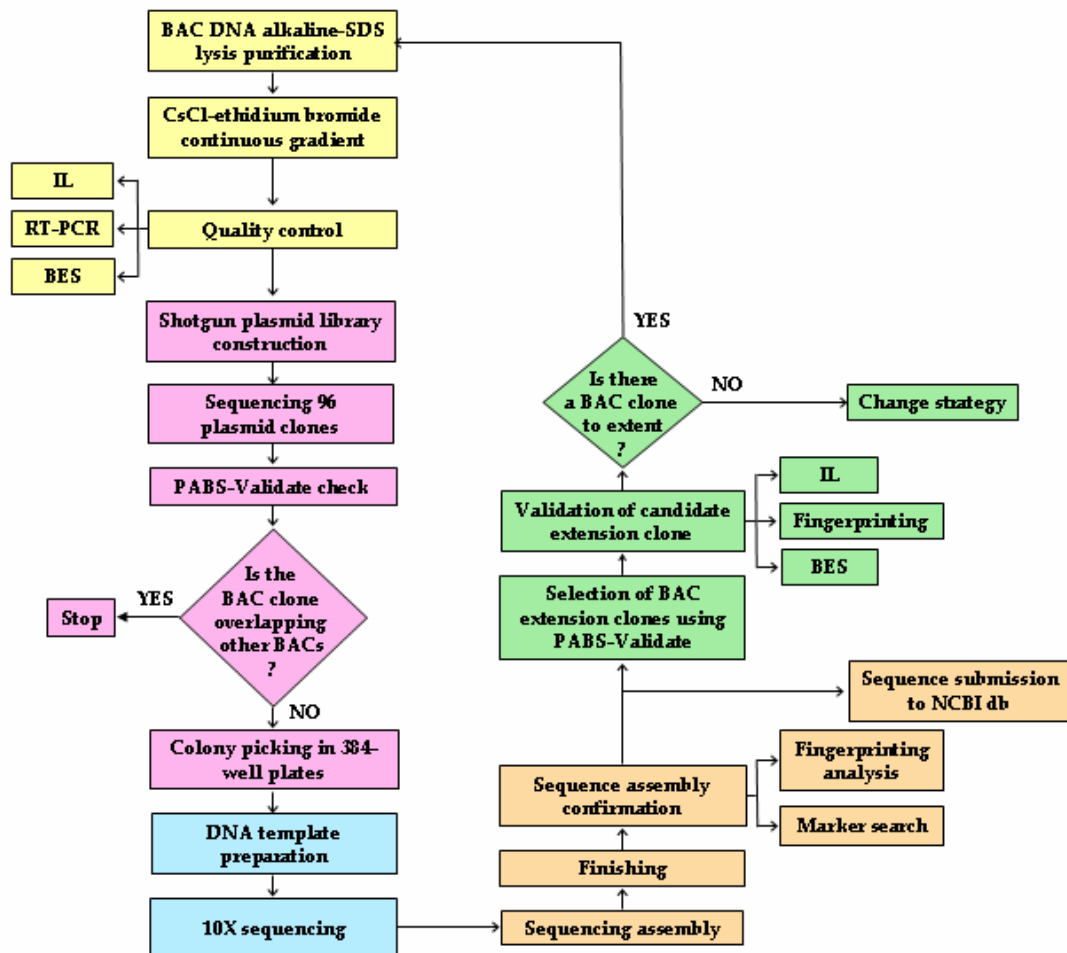 BAC DNA alkaline-SDS
lysis purification
CsCl-ethidium bromide
continuous gradient
IL
RT-PCR
BES
Quality control
Shotgun plasmid library
construction
Sequencing 96
plasmid clones
PABS-Validate check
Is the
BAC clone
overlapping
other BACs
?
YES
Stop
NO
Colony picking in 384-
well plates
DNA template
preparation
10X sequencing
Sequencing assembly
Finishing
Sequence assembly
confirmation
Fingerprinting
analysis
Marker search
Sequence submission
to NCBI db
Selection of BAC
extension clones using
PABS-Validate
Validation of candidate
extension clone
IL
Fingerprinting
BES
Is there
a BAC clone
to extent
?
NO
Change strategy
YES